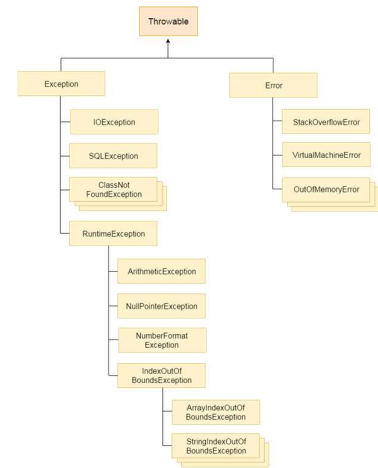 Throwable
Exception
Error
IOException
SQLException
ClassNot
FoundException
RuntimeException
StackOverflowError
VirtualMachineError
OutOfMemoryError
ArithmeticException
NullPointerException
NumberFormat
Exception
IndexOutOf
BoundsException
ArrayIndexOutOf
BoundsException
StringIndexOutOf
BoundsException